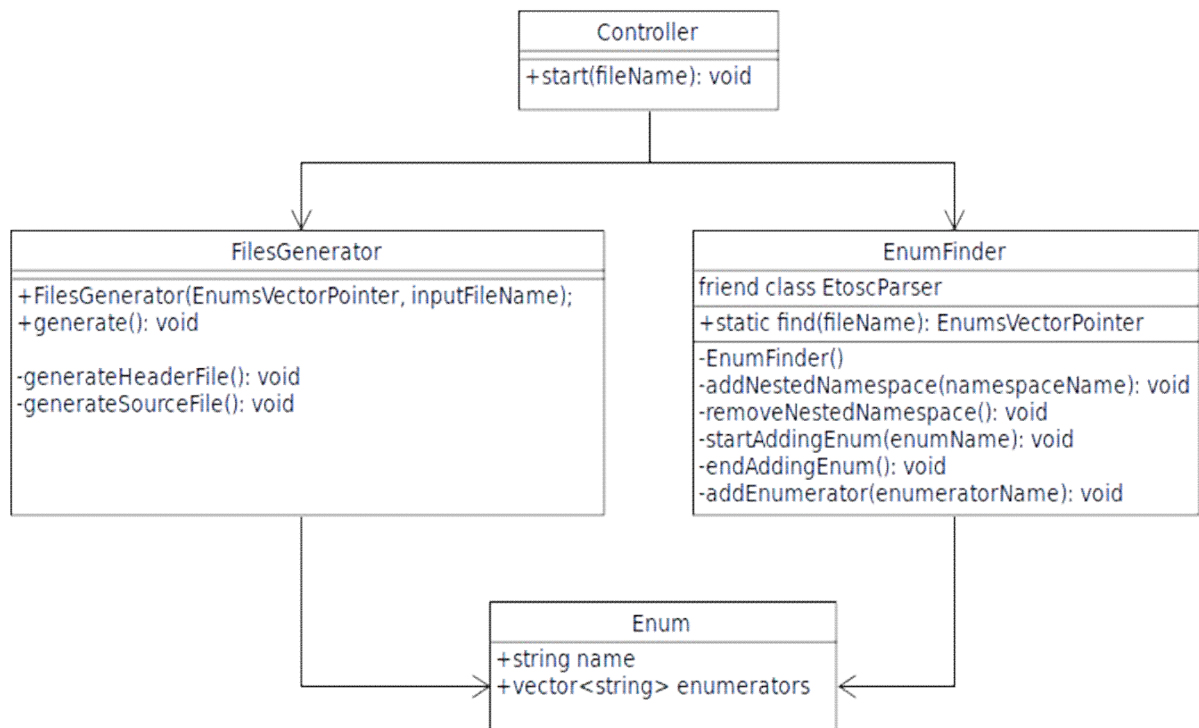 Controller
+start(fileName): void
FilesGenerator
+FilesGenerator(EnumsVectorPointer, inputFileName);
+generate(): void
-generateHeaderFile(): void
-generateSourceFile(): void
EnumFinder
friend class EtoscParser
+static find(fileName): EnumsVectorPointer
-EnumFinder()
-addNestedNamespace(namespaceName): void
-removeNestedNamespace(): void
-startAddingEnum(enumName): void
-endAddingEnum(): void
-addEnumerator(enumeratorName): void
Enum
+string name
+vector<string> enumerators